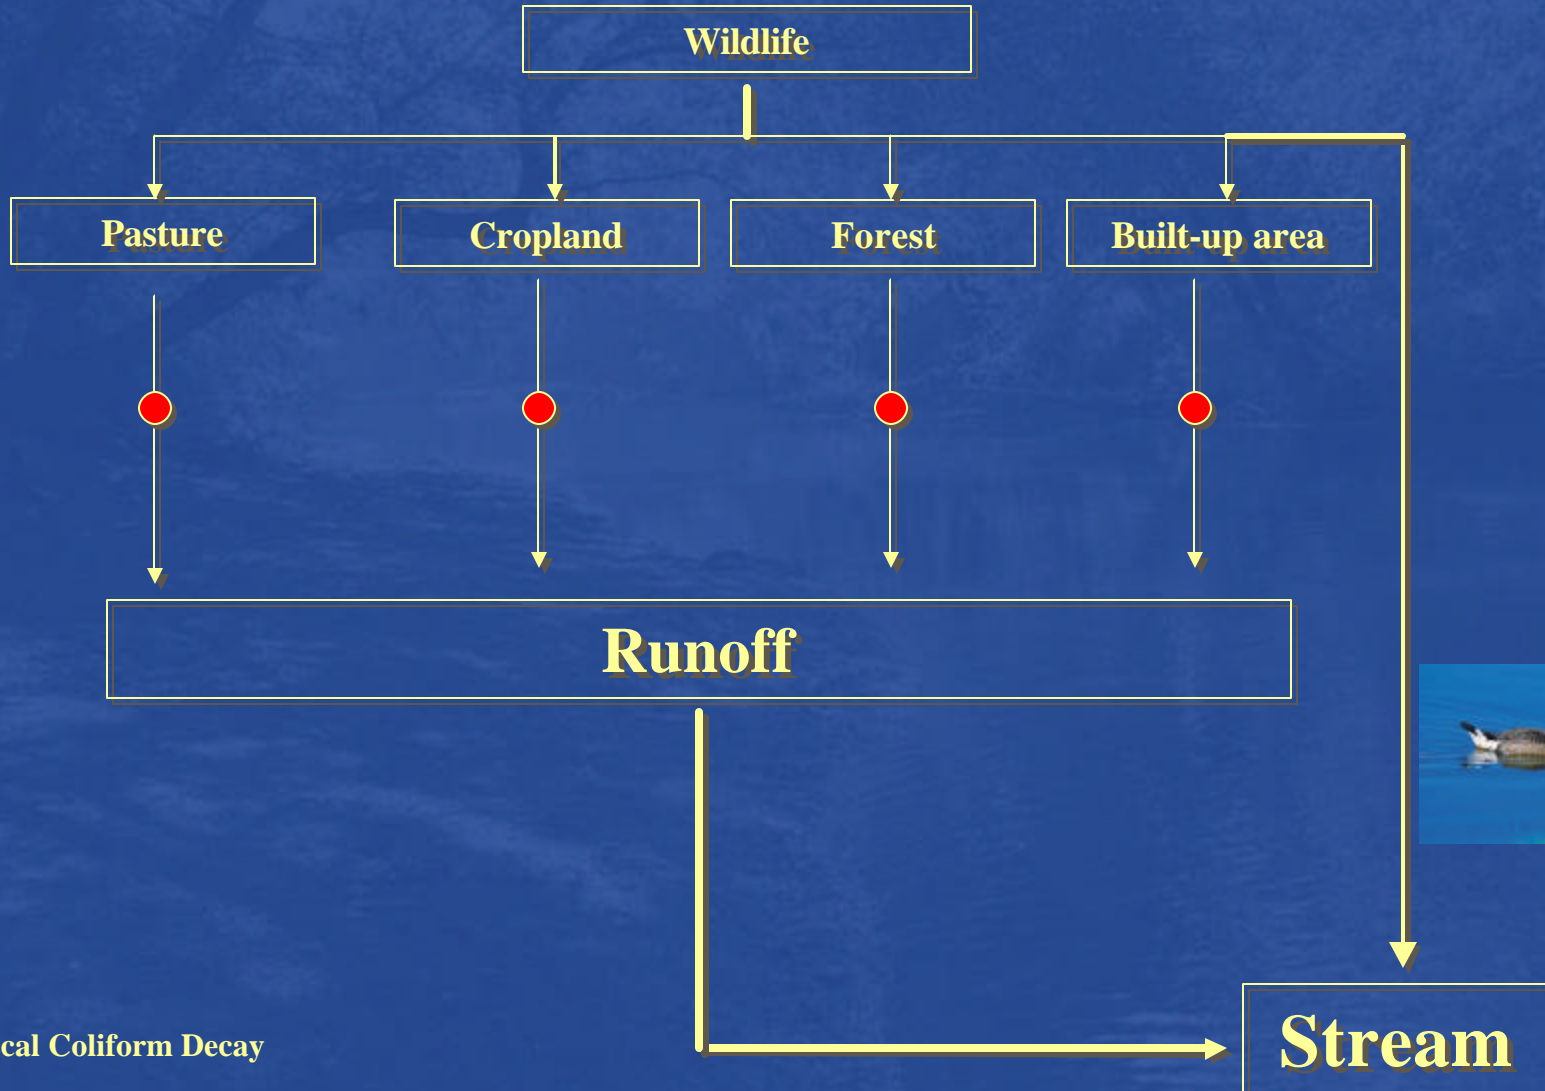 Wildlife
Pasture
Cropland
Forest
Built-up area
Runoff
Stream
cal Coliform Decay